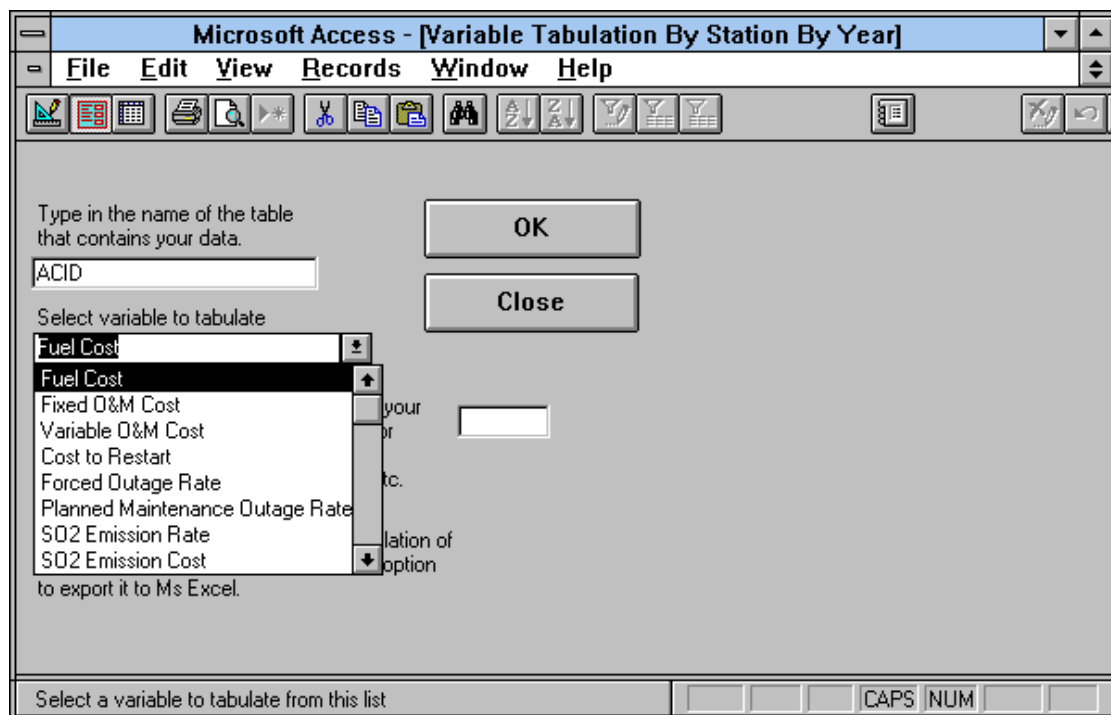 Microsoft Access - [Variable Tabulation By Station By Year]
File Edit View Records Window Help
Type in the name of the table
that contains your data.
ACID
OK
Close
Select variable to tabulate
Fuel Cost
Fuel Cost
Fixed O&M Cost
Variable O&M Cost
Cost to Restart
Forced Outage Rate
Planned Maintenance Outage Rate
SO2 Emission Rate
SO2 Emission Cost
your
or
tc.
lation of
option
to export it to Ms Excel.
Select a variable to tabulate from this list
CAPS NUM